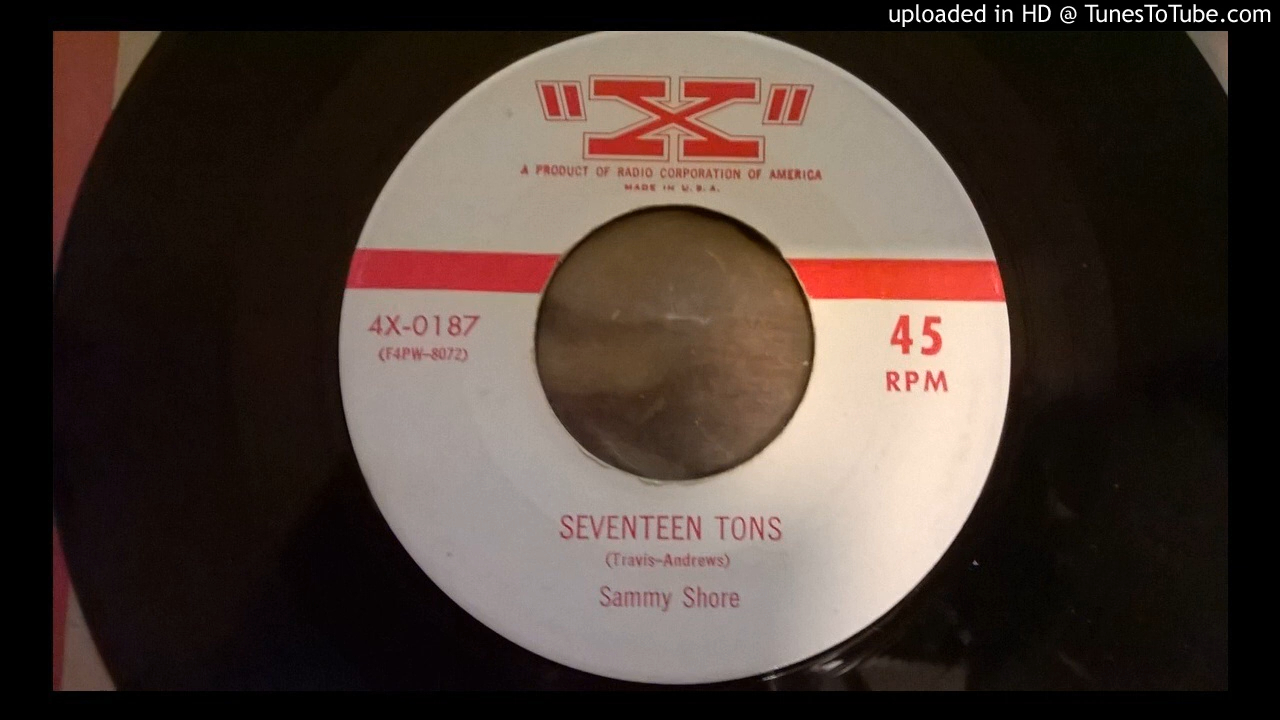 uploaded in HD @ TunesToTube.com
"X"
A PRODUCT OF RADIO CORPORATION OF AMERICA
MADE IN U.S.A.
4X-0187
(F4PW-8072)
45
RPM
SEVENTEEN TONS
(Travis-Andrews)
Sammy Shore